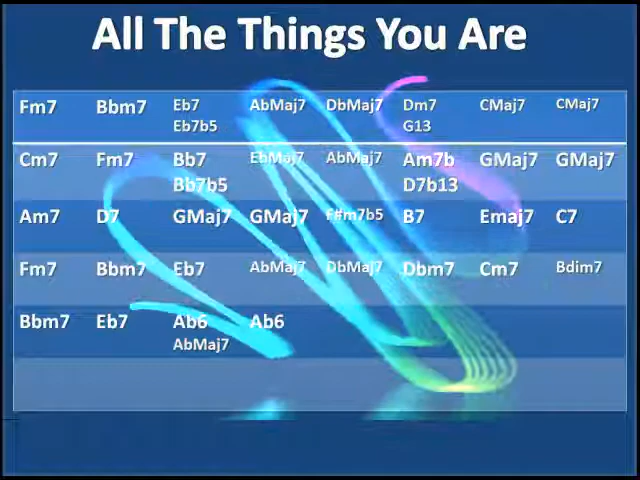 All The Things You Are
Fm7 Bbm7 Eb7 AbMaj7 DbMaj7 Dm7 CMaj7 CMaj7
Eb7b5 G13
Cm7 Fm7 Bb7 EbMaj7 AbMaj7 Am7b GMaj7 GMaj7
Bb7b5 D7b13
Am7 D7 GMaj7 GMaj7 F#m7b5 B7 Emaj7 C7
Fm7 Bbm7 Eb7 AbMaj7 DbMaj7 Dbm7 Cm7 Bdim7
Bbm7 Eb7 Ab6 Ab6
AbMaj7